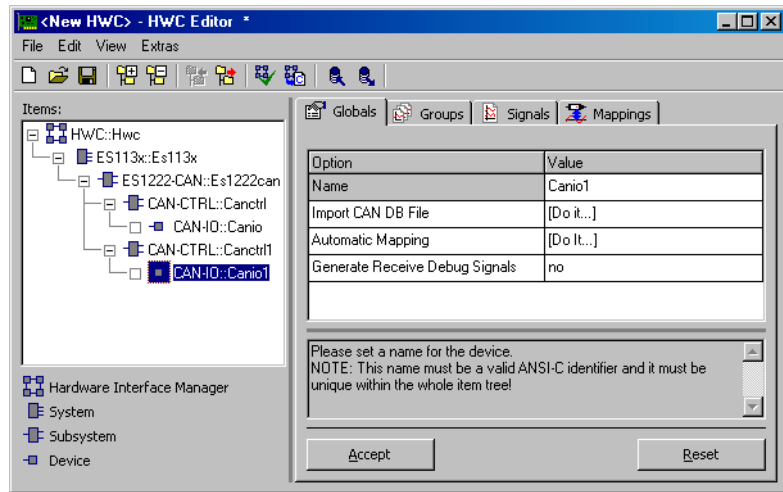 <New HWC> - HWC Editor *
File Edit View Extras
Items:
HWC::Hwc
ES113x::Es113x
ES1222-CAN::Es1222can
CAN-CTRL::Canctrl
CAN-IO::Canio
CAN-CTRL::Canctrl1
CAN-IO::Canio1
Hardware Interface Manager
System
Subsystem
Device
Globals Groups Signals Mappings
Option Value
Name Canio1
Import CAN DB File [Do it...]
Automatic Mapping [Do It...]
Generate Receive Debug Signals no
Please set a name for the device.
NOTE: This name must be a valid ANSI-C identifier and it must be
unique within the whole item tree!
Accept Reset